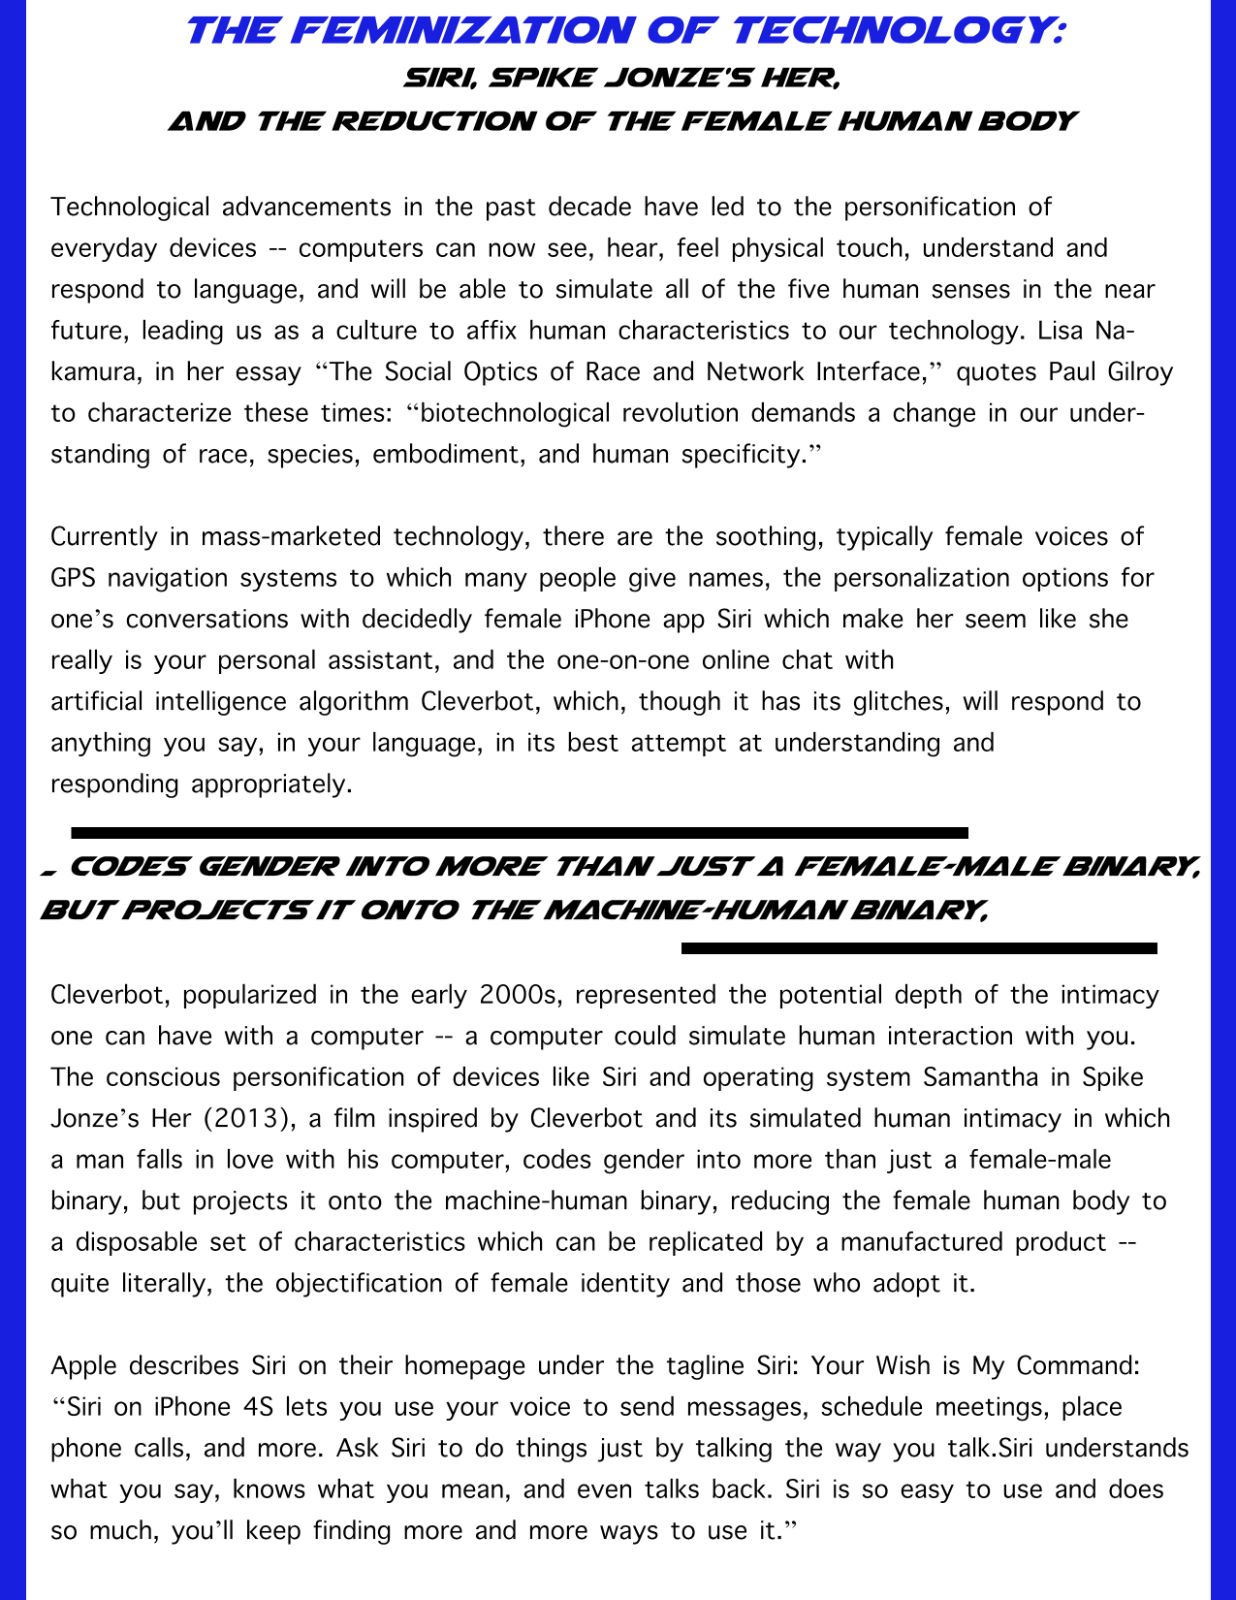 THE FEMINIZATION OF TECHNOLOGY:
SIRI, SPIKE JONZE'S HER,
AND THE REDUCTION OF THE FEMALE HUMAN BODY
Technological advancements in the past decade have led to the personification of
everyday devices -- computers can now see, hear, feel physical touch, understand and
respond to language, and will be able to simulate all of the five human senses in the near
future, leading us as a culture to affix human characteristics to our technology. Lisa Na-
kamura, in her essay “The Social Optics of Race and Network Interface,” quotes Paul Gilroy
to characterize these times: “biotechnological revolution demands a change in our under-
standing of race, species, embodiment, and human specificity.”
Currently in mass-marketed technology, there are the soothing, typically female voices of
GPS navigation systems to which many people give names, the personalization options for
one’s conversations with decidedly female iPhone app Siri which make her seem like she
really is your personal assistant, and the one-on-one online chat with
artificial intelligence algorithm Cleverbot, which, though it has its glitches, will respond to
anything you say, in your language, in its best attempt at understanding and
responding appropriately.
_ CODES GENDER INTO MORE THAN JUST A FEMALE-MALE BINARY,
BUT PROJECTS IT ONTO THE MACHINE-HUMAN BINARY,
Cleverbot, popularized in the early 2000s, represented the potential depth of the intimacy
one can have with a computer -- a computer could simulate human interaction with you.
The conscious personification of devices like Siri and operating system Samantha in Spike
Jonze’s Her (2013), a film inspired by Cleverbot and its simulated human intimacy in which
a man falls in love with his computer, codes gender into more than just a female-male
binary, but projects it onto the machine-human binary, reducing the female human body to
a disposable set of characteristics which can be replicated by a manufactured product --
quite literally, the objectification of female identity and those who adopt it.
Apple describes Siri on their homepage under the tagline Siri: Your Wish is My Command:
“Siri on iPhone 4S lets you use your voice to send messages, schedule meetings, place
phone calls, and more. Ask Siri to do things just by talking the way you talk.Siri understands
what you say, knows what you mean, and even talks back. Siri is so easy to use and does
so much, you’ll keep finding more and more ways to use it.”